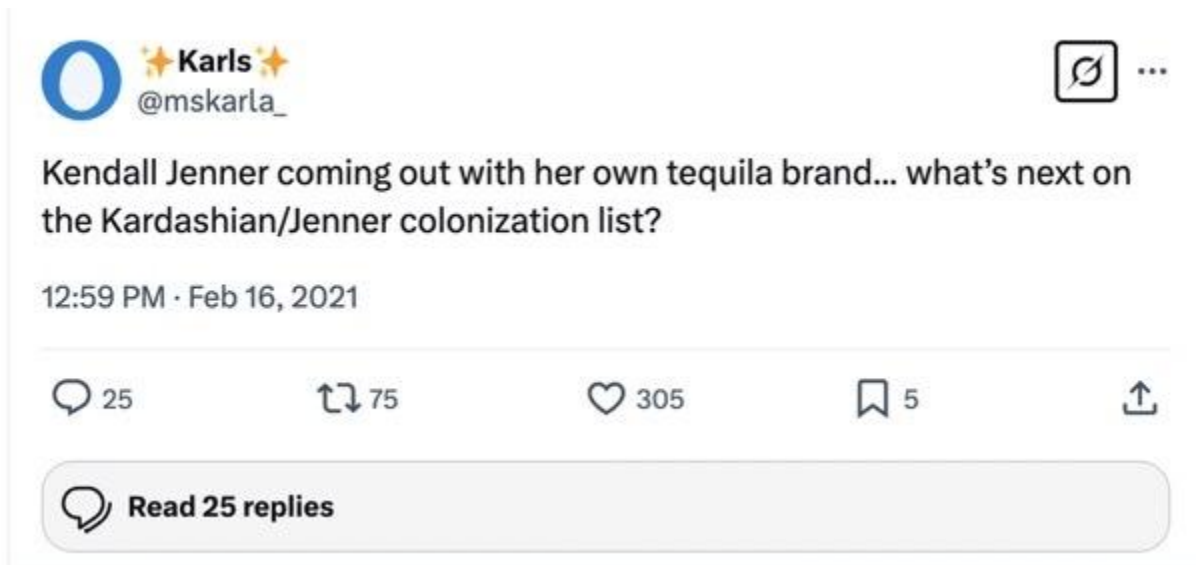 ✨Karls✨
@mskarla_
Kendall Jenner coming out with her own tequila brand... what’s next on
the Kardashian/Jenner colonization list?
12:59 PM · Feb 16, 2021
25 75 305 5
Read 25 replies